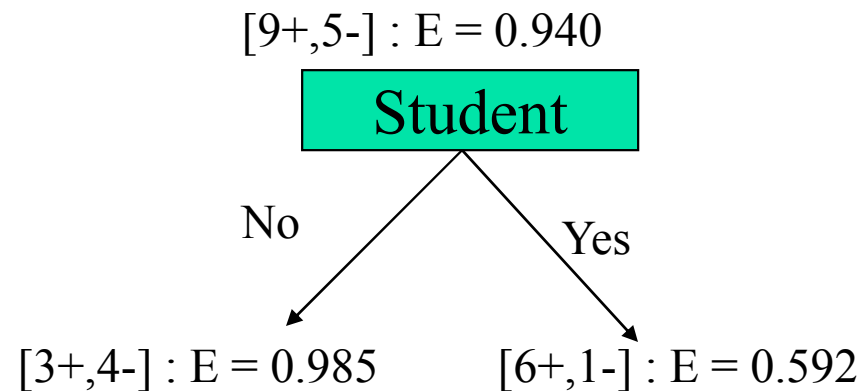 [9+,5-] : E = 0.940
Student
No
Yes
[3+,4-] : E = 0.985
[6+,1-] : E = 0.592